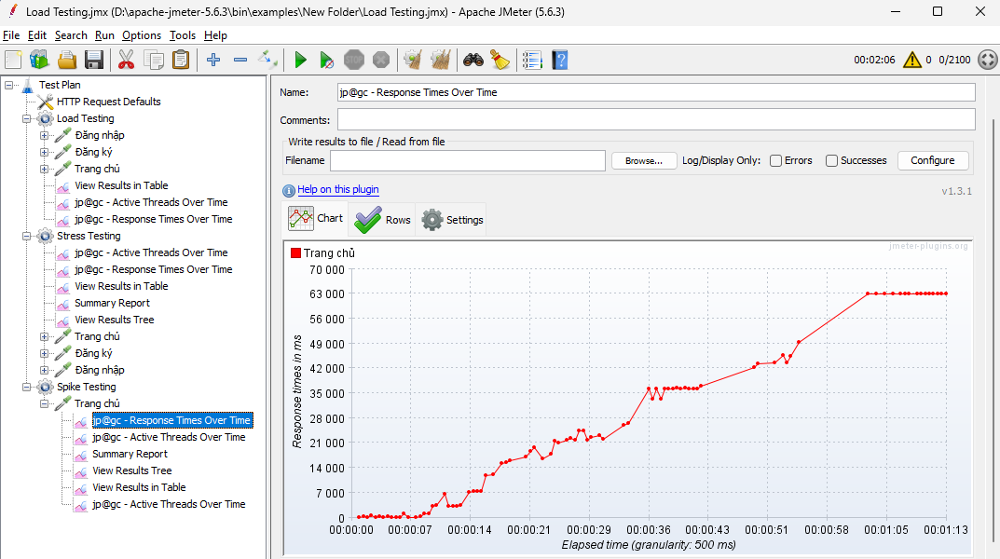 Load Testing.jmx (D:\apache-jmeter-5.6.3\bin\examples\New Folder\Load Testing.jmx) - Apache JMeter (5.6.3)
File Edit Search Run Options Tools Help
STOP
00:02:06 0 0/2100
Test Plan
HTTP Request Defaults
Load Testing
Đăng nhập
Đăng ký
Trang chủ
View Results in Table
jp@gc - Active Threads Over Time
jp@gc - Response Times Over Time
Stress Testing
jp@gc - Active Threads Over Time
jp@gc - Response Times Over Time
View Results in Table
Summary Report
View Results Tree
Trang chủ
Đăng ký
Đăng nhập
Spike Testing
Trang chủ
jp@gc - Response Times Over Time
jp@gc - Active Threads Over Time
Summary Report
View Results Tree
View Results in Table
jp@gc - Active Threads Over Time
Name: jp@gc - Response Times Over Time
Comments:
Write results to file / Read from file
Filename Browse... Log/Display Only: Errors Successes Configure
Help on this plugin v1.3.1
Chart Rows Settings
jmeter-plugins.org
Trang chủ
70 000
63 000
56 000
49 000
42 000
35 000
28 000
21 000
14 000
7 000
0
Response times in ms
00:00:00 00:00:07 00:00:14 00:00:21 00:00:29 00:00:36 00:00:43 00:00:51 00:00:58 00:01:05 00:01:13
Elapsed time (granularity: 500 ms)